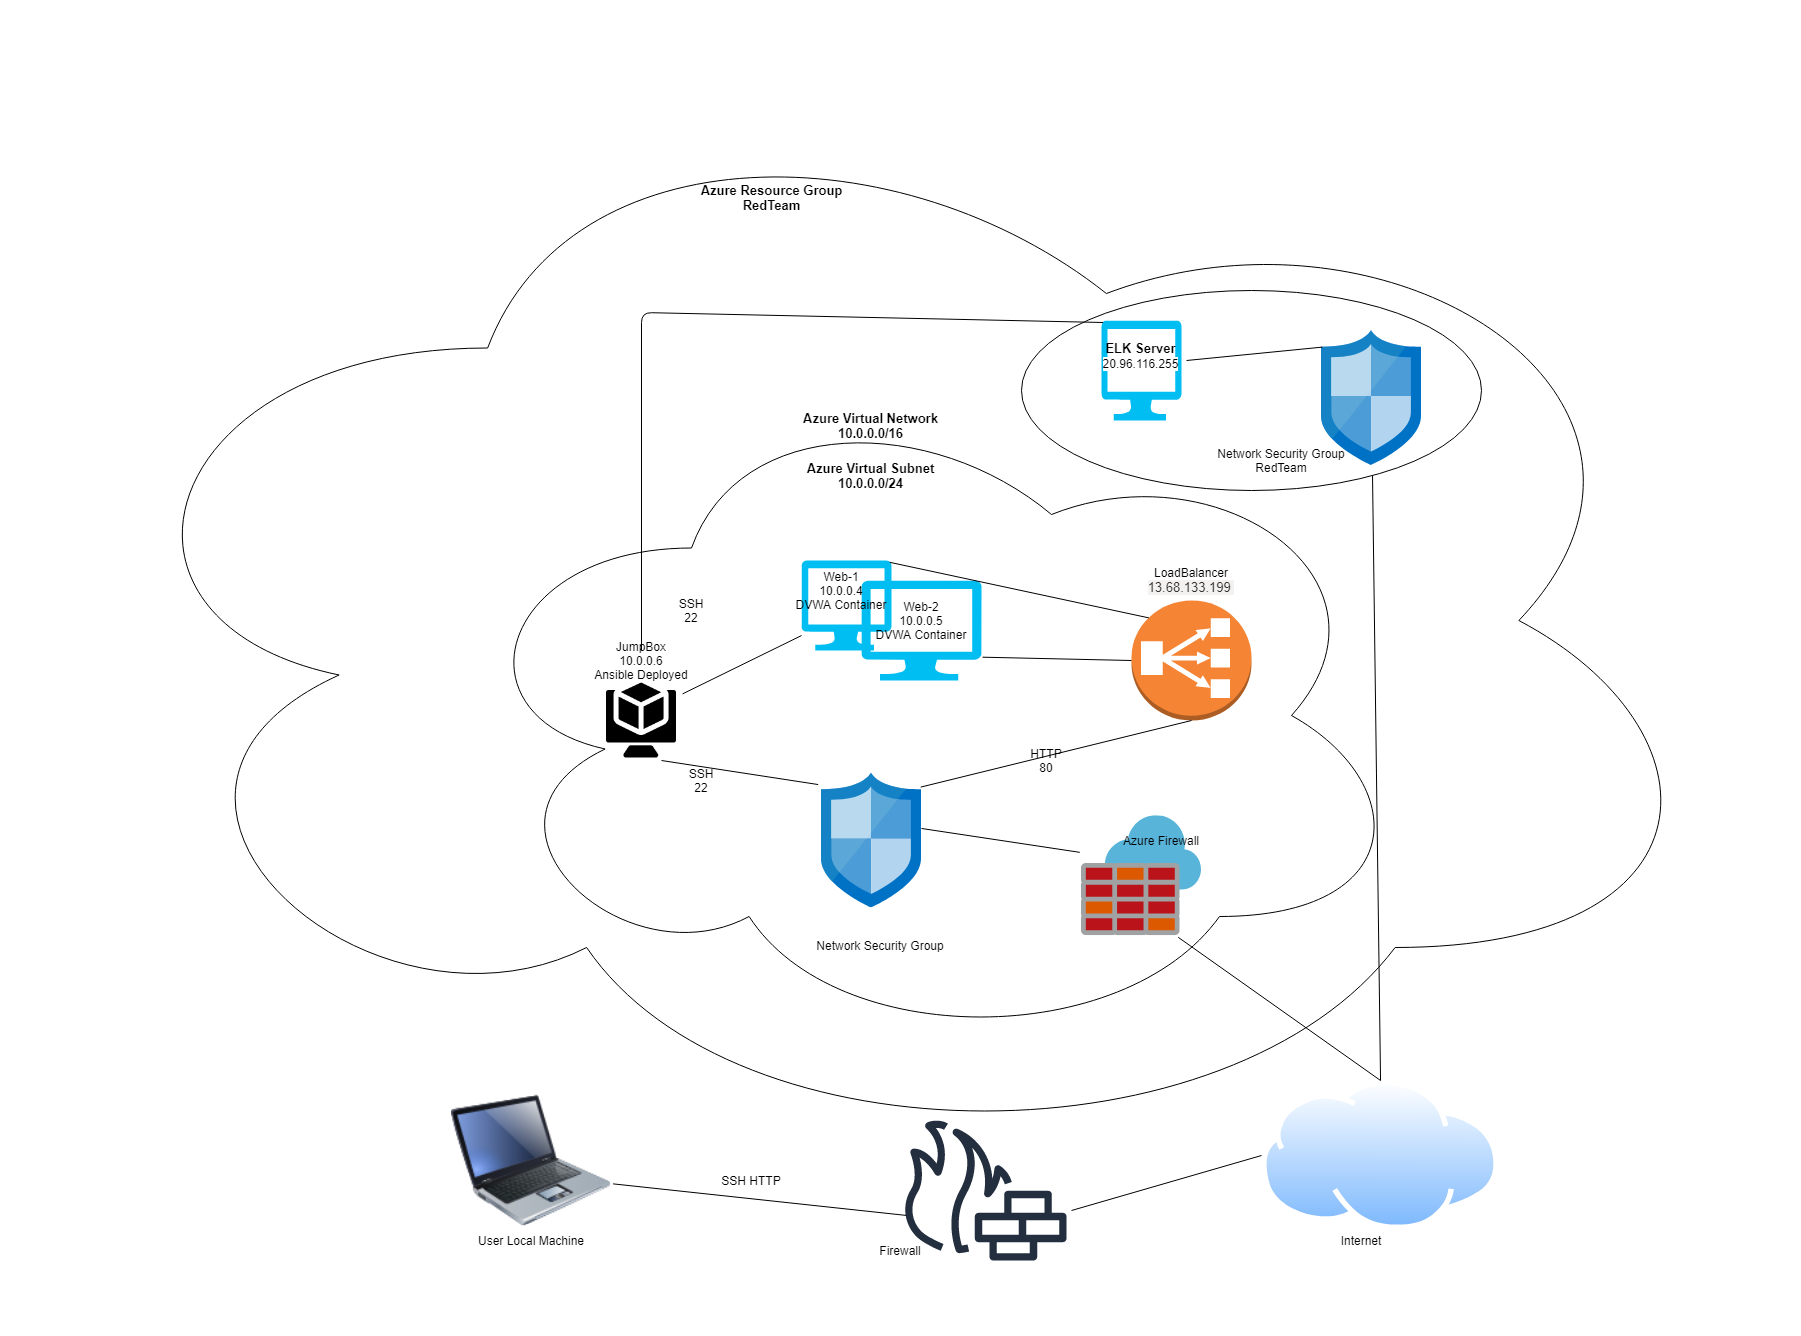 Azure Resource Group
RedTeam
ELK Server
20.96.116.255
Network Security Group
RedTeam
Azure Virtual Network
10.0.0.0/16
Azure Virtual Subnet
10.0.0.0/24
Web-1
10.0.0.4
DVWA Container
Web-2
10.0.0.5
DVWA Container
LoadBalancer
13.68.133.199
SSH
22
JumpBox
10.0.0.6
Ansible Deployed
SSH
22
HTTP
80
Azure Firewall
Network Security Group
SSH HTTP
User Local Machine
Firewall
Internet